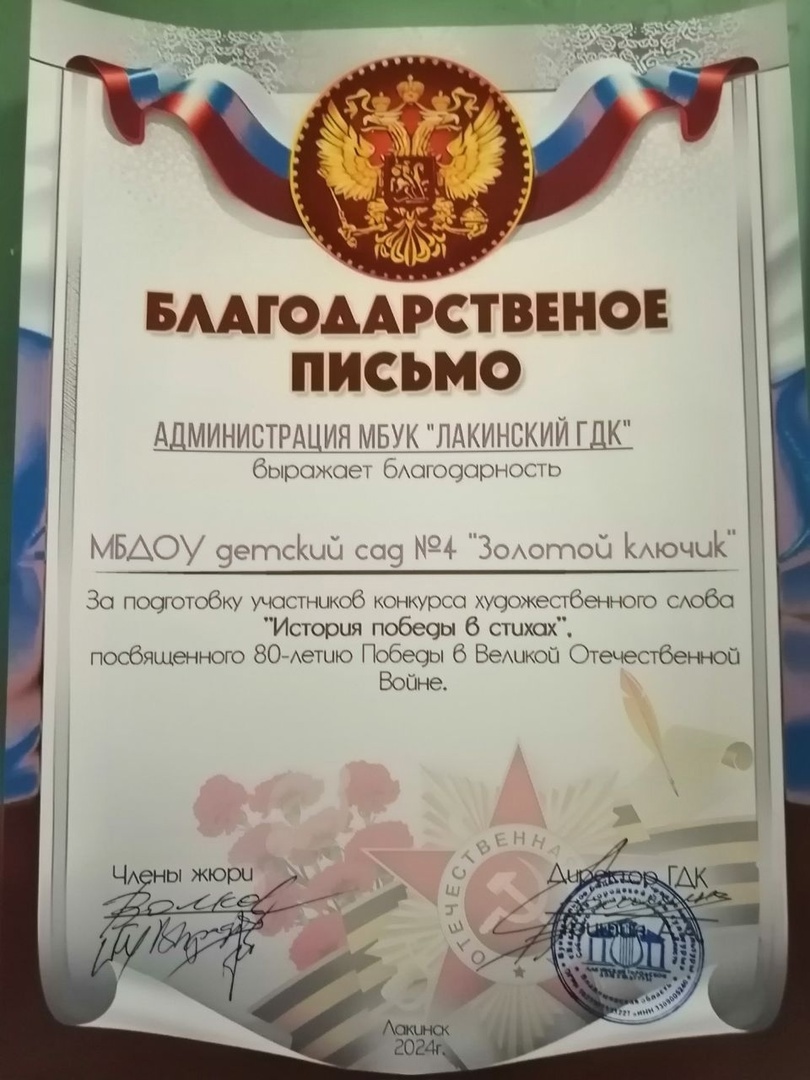 БЛАГОДАРСТВЕНОЕ
ПИСЬМО
АДМИНИСТРАЦИЯ МБУК "ЛАКИНСКИЙ ГДК"
выражает благодарность
МБДОУ детский сад №4 "Золотой ключик"
За подготовку участников конкурса художественного слова
"История победы в стихах",
посвященного 80-летию Победы в Великой Отечественной
Войне.
ОТЕЧЕСТВЕННА
Члены жюри
Директор ГДК
Лакинск
2024г.